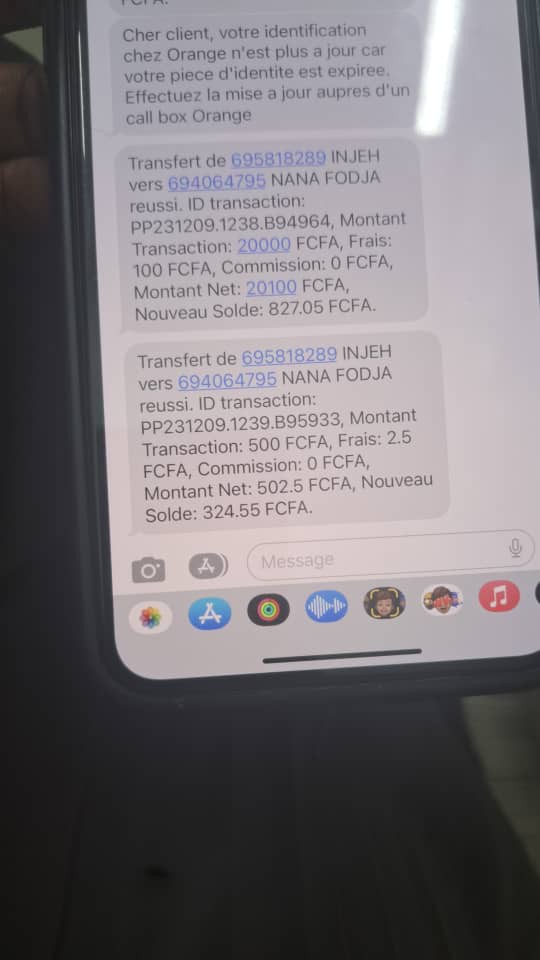 FCFA.
Cher client, votre identification
chez Orange n'est plus a jour car
votre piece d'identite est expiree.
Effectuez la mise a jour aupres d'un
call box Orange
Transfert de 695818289 INJEH
vers 694064795 NANA FODJA
reussi. ID transaction:
PP231209.1238.B94964, Montant
Transaction: 20000 FCFA, Frais:
100 FCFA, Commission: 0 FCFA,
Montant Net: 20100 FCFA,
Nouveau Solde: 827.05 FCFA.
Transfert de 695818289 INJEH
vers 694064795 NANA FODJA
reussi. ID transaction:
PP231209.1239.B95933, Montant
Transaction: 500 FCFA, Frais: 2.5
FCFA, Commission: 0 FCFA,
Montant Net: 502.5 FCFA, Nouveau
Solde: 324.55 FCFA.
Message